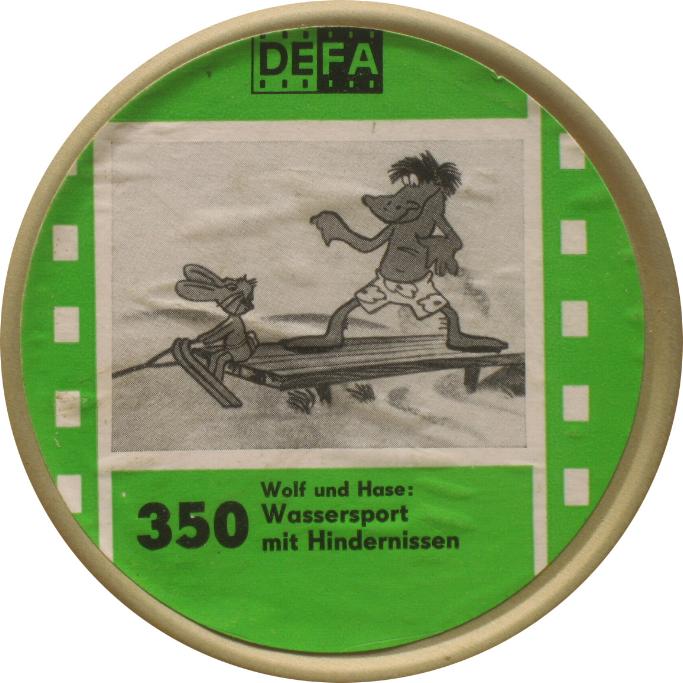 DEFA
350
Wolf und Hase:
Wassersport
mit Hindernissen